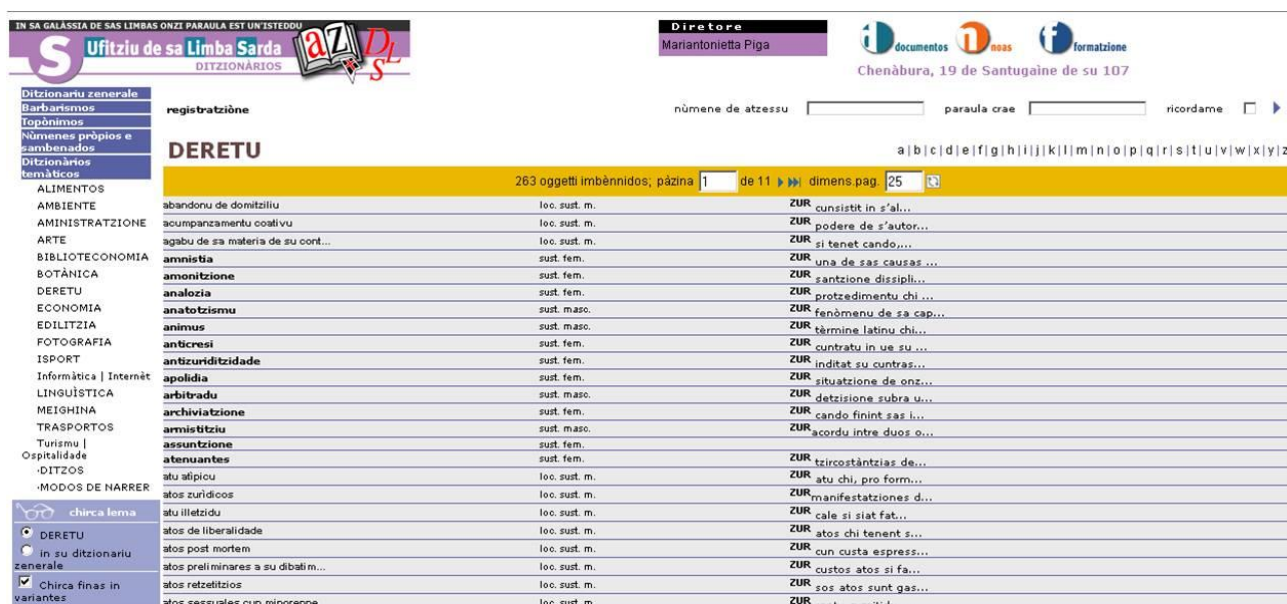 IN SA GALÀSSIA DE SAS LIMBAS ONZI PARAULA EST UN'ISTEDDU
S
Ufitziu de sa Limba Sarda
DITZIONÀRIOS
azZ
DLS
Diretore
Mariantonietta Piga
documentos
noas
formatzione
Chenàbura, 19 de Santugaìne de su 107
registratziòne
nùmene de atzessu
paraula crae
ricordame
Ditzionariu zenerale
Barbarismos
Topònimos
Nùmenes pròpios e
sambenados
Ditzionàrios
temàticos
ALIMENTOS
AMBIENTE
AMINISTRATZIONE
ARTE
BIBLIOTECONOMIA
BOTÀNICA
DERETU
ECONOMIA
EDILITZIA
FOTOGRAFIA
ISPORT
Informàtica | Internèt
LINGUÌSTICA
MEIGHINA
TRASPORTOS
Turismu |
Ospitalidade
·DITZOS
·MODOS DE NARRER
chirca lema
DERETU
in su ditzionariu
zenerale
Chirca finas in
variantes
DERETU
a|b|c|d|e|f|g|h|i|j|k|l|m|n|o|p|q|r|s|t|u|v|w|x|y|z
263 oggetti imbènnidos; pàzina 1 de 11 dimens.pag. 25
abandonu de domitziliu loc. sust. m. ZUR cunsistit in s'al...
acumpanzamentu coativu loc. sust. m. ZUR podere de s'autor...
agabu de sa materia de su cont... loc. sust. m. ZUR si tenet cando,...
amnistia sust. fem. ZUR una de sas causas ...
amonitzione sust. fem. ZUR santzione dissipli...
analozia sust. fem. ZUR protzedimentu chi ...
anatotzismu sust. masc. ZUR fenòmenu de sa cap...
animus sust. masc. ZUR tèrmine latinu chi...
anticresi sust. fem. ZUR cuntratu in ue su ...
antizuriditzidade sust. fem. ZUR inditat su cuntras...
apolidia sust. fem. ZUR situatzione de onz...
arbitradu sust. masc. ZUR detzisione subra u...
archiviatzione sust. fem. ZUR cando finint sas i...
armistitziu sust. masc. ZUR acordu intre duos o...
assuntzione sust. fem.
atenuantes sust. fem. ZUR tzircostàntzias de...
atu atìpicu loc. sust. m. ZUR atu chi, pro form...
atos zurìdicos loc. sust. m. ZUR manifestatziones d...
atu illetzidu loc. sust. m. ZUR cale si siat fat...
atos de liberalidade loc. sust. m. ZUR atos chi tenent s...
atos post mortem loc. sust. m. ZUR cun custa espress...
atos preliminares a su dibatim... loc. sust. m. ZUR custos atos si fa...
atos retzetitzios loc. sust. m. ZUR sos atos sunt gas...
atos sessuales cun minorenne loc. sust. m. ZUR